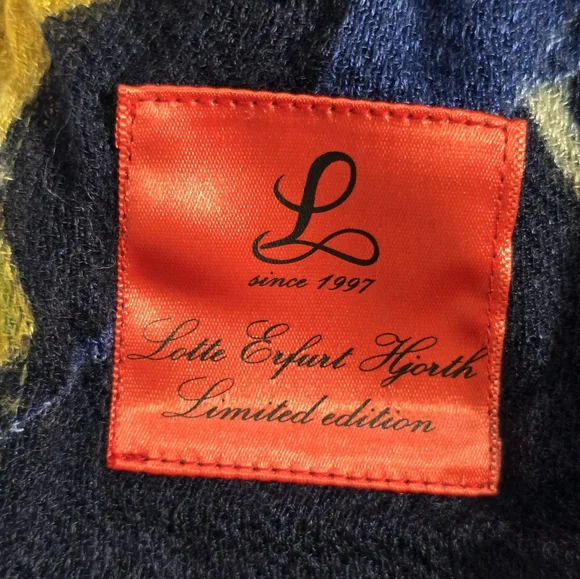 L
since 1997
Lotte Erfurt Hjorth
Limited edition